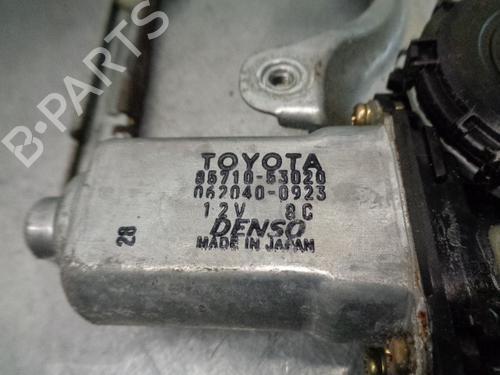 B-PARTS
TOYOTA
85710-53020
062040-0923
12V 8C
DENSO
MADE IN JAPAN
28